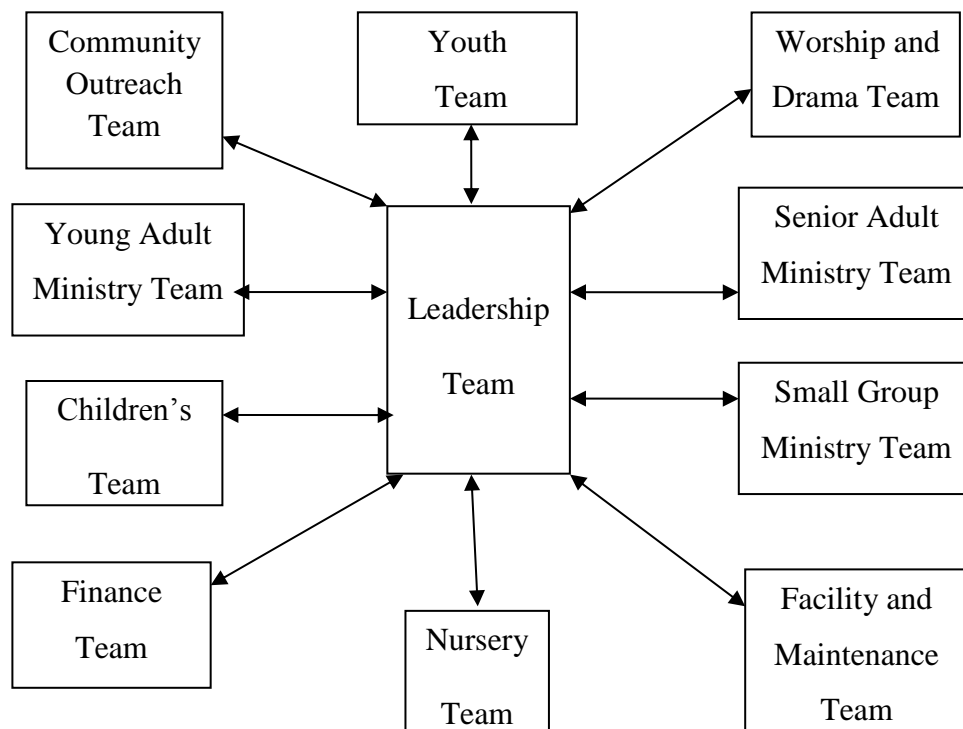 Community
Outreach
Team
Youth
Team
Worship and
Drama Team
Young Adult
Ministry Team
Leadership
Team
Senior Adult
Ministry Team
Children’s
Team
Small Group
Ministry Team
Finance
Team
Nursery
Team
Facility and
Maintenance
Team